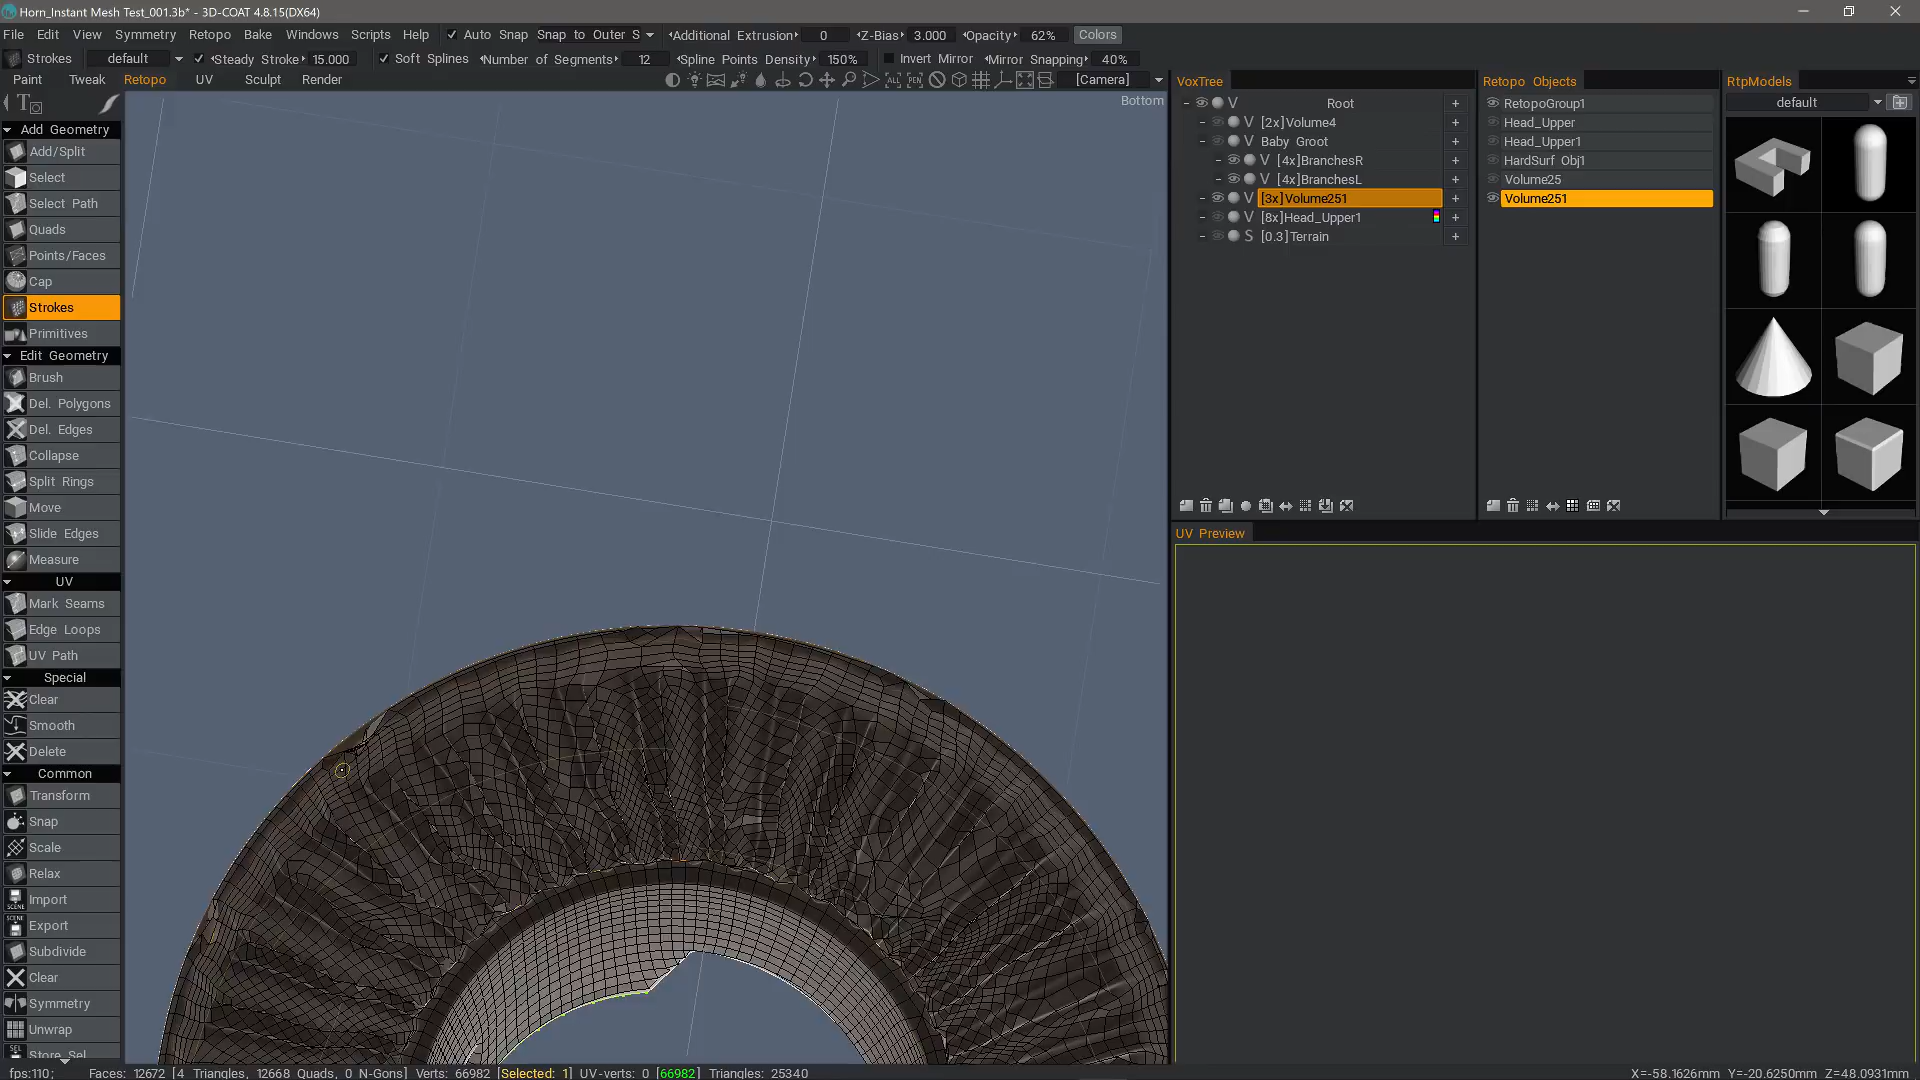 Horn_Instant Mesh Test_001.3b* - 3D-COAT 4.8.15(DX64)
File Edit View Symmetry Retopo Bake Windows Scripts Help Auto Snap Snap to Outer S Additional Extrusion 0 Z-Bias 3.000 Opacity 62% Colors
Strokes default Steady Stroke 15.000 Soft Splines Number of Segments 12 Spline Points Density 150% Invert Mirror Mirror Snapping 40%
Paint Tweak Retopo UV Sculpt Render ALL PEN [Camera]
Bottom
Add Geometry
Add/Split
Select
Select Path
Quads
Points/Faces
Cap
Strokes
Primitives
Edit Geometry
Brush
Del. Polygons
Del. Edges
Collapse
Split Rings
Move
Slide Edges
Measure
UV
Mark Seams
Edge Loops
UV Path
Special
Clear
Smooth
Delete
Common
Transform
Snap
Scale
Relax
Import
Export
Subdivide
Clear
Symmetry
Unwrap
Store Sel
VoxTree
V Root +
V [2x]Volume4 +
V Baby Groot +
V [4x]BranchesR +
V [4x]BranchesL +
V [3x]Volume251 +
V [8x]Head_Upper1 +
S [0.3]Terrain +
Retopo Objects
RetopoGroup1
Head_Upper
Head_Upper1
HardSurf Obj1
Volume25
Volume251
RtpModels
default
UV Preview
fps:110; Faces: 12672 [4 Triangles, 12668 Quads, 0 N-Gons] Verts: 66982 [Selected: 1] UV-verts: 0 [66982] Triangles: 25340 X=-58.1626mm Y=-20.6250mm Z=48.0931mm